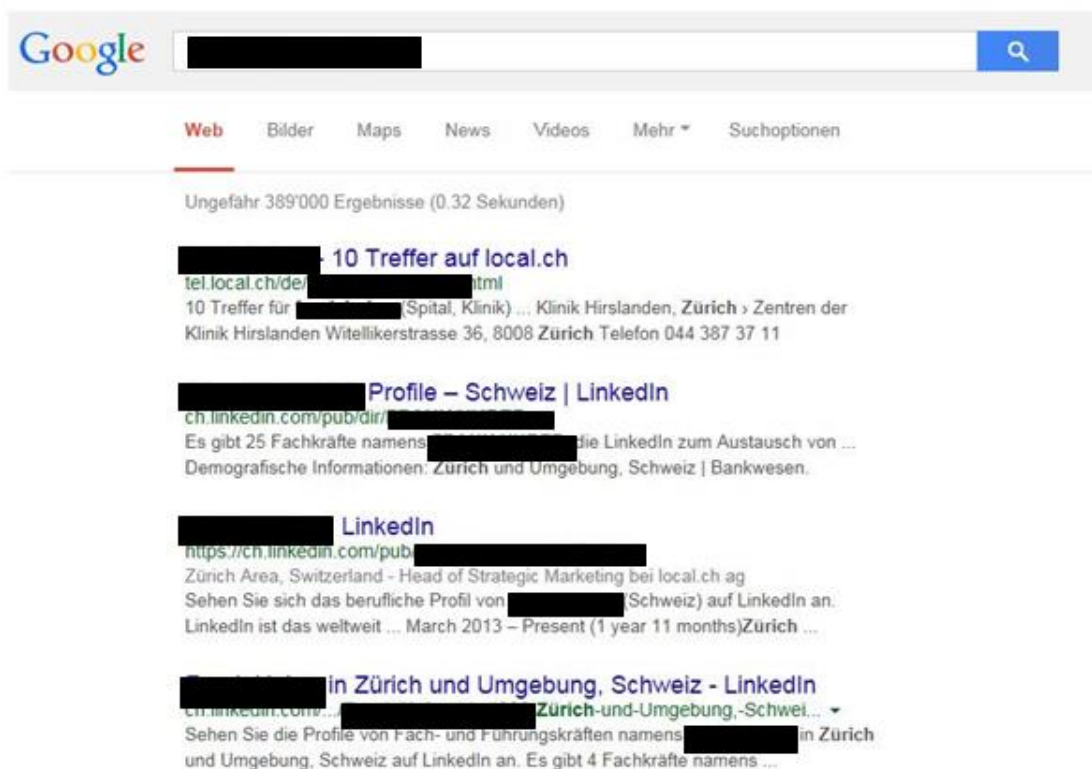 Google
Web Bilder Maps News Videos Mehr Suchoptionen
Ungefähr 389'000 Ergebnisse (0.32 Sekunden)
- 10 Treffer auf local.ch
tel.local.ch/de/ html
10 Treffer für (Spital, Klinik) ... Klinik Hirslanden, Zürich › Zentren der
Klinik Hirslanden Witellikerstrasse 36, 8008 Zürich Telefon 044 387 37 11
Profile – Schweiz | LinkedIn
ch.linkedin.com/pub/dir/
Es gibt 25 Fachkräfte namens die LinkedIn zum Austausch von ...
Demografische Informationen: Zürich und Umgebung, Schweiz | Bankwesen.
LinkedIn
https://ch.linkedin.com/pub/
Zürich Area, Switzerland - Head of Strategic Marketing bei local.ch ag
Sehen Sie sich das berufliche Profil von (Schweiz) auf LinkedIn an.
LinkedIn ist das weltweit ... March 2013 – Present (1 year 11 months)Zürich ...
in Zürich und Umgebung, Schweiz - LinkedIn
ch.linkedin.com/.../ Zürich-und-Umgebung,-Schwei...
Sehen Sie die Profile von Fach- und Führungskräften namens in Zürich
und Umgebung, Schweiz auf LinkedIn an. Es gibt 4 Fachkräfte namens ...